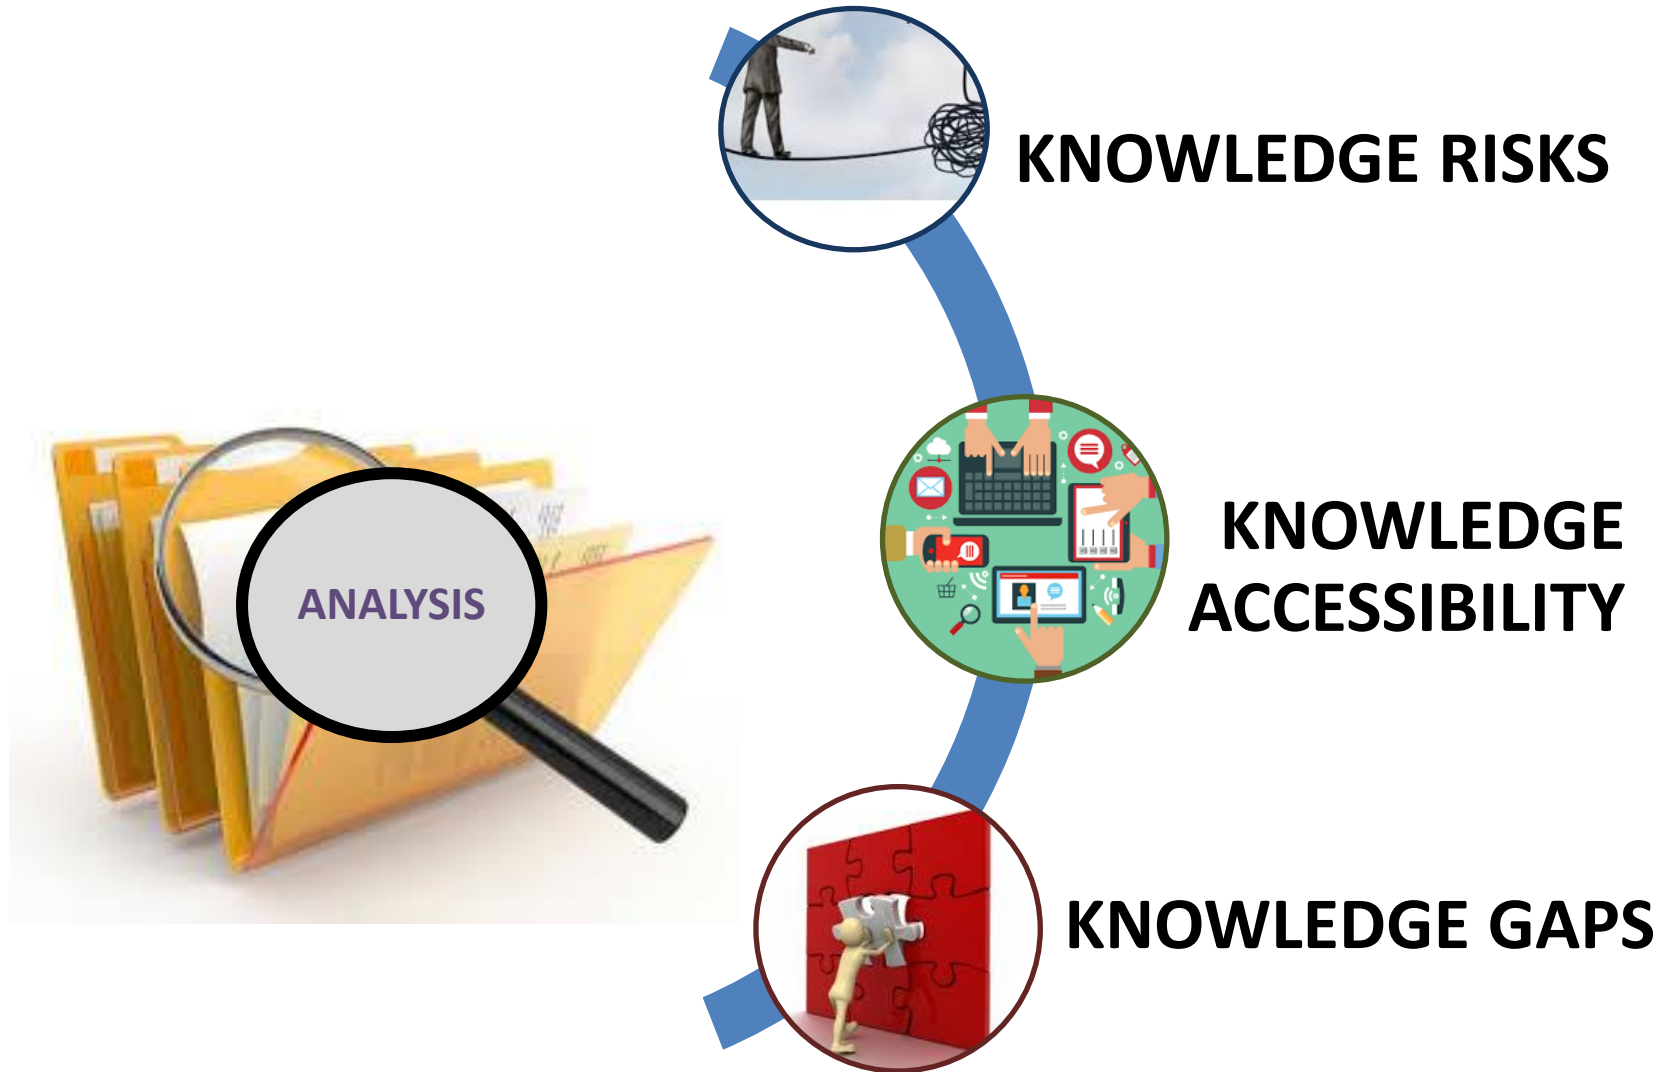 ANALYSIS
KNOWLEDGE RISKS
KNOWLEDGE
ACCESSIBILITY
KNOWLEDGE GAPS